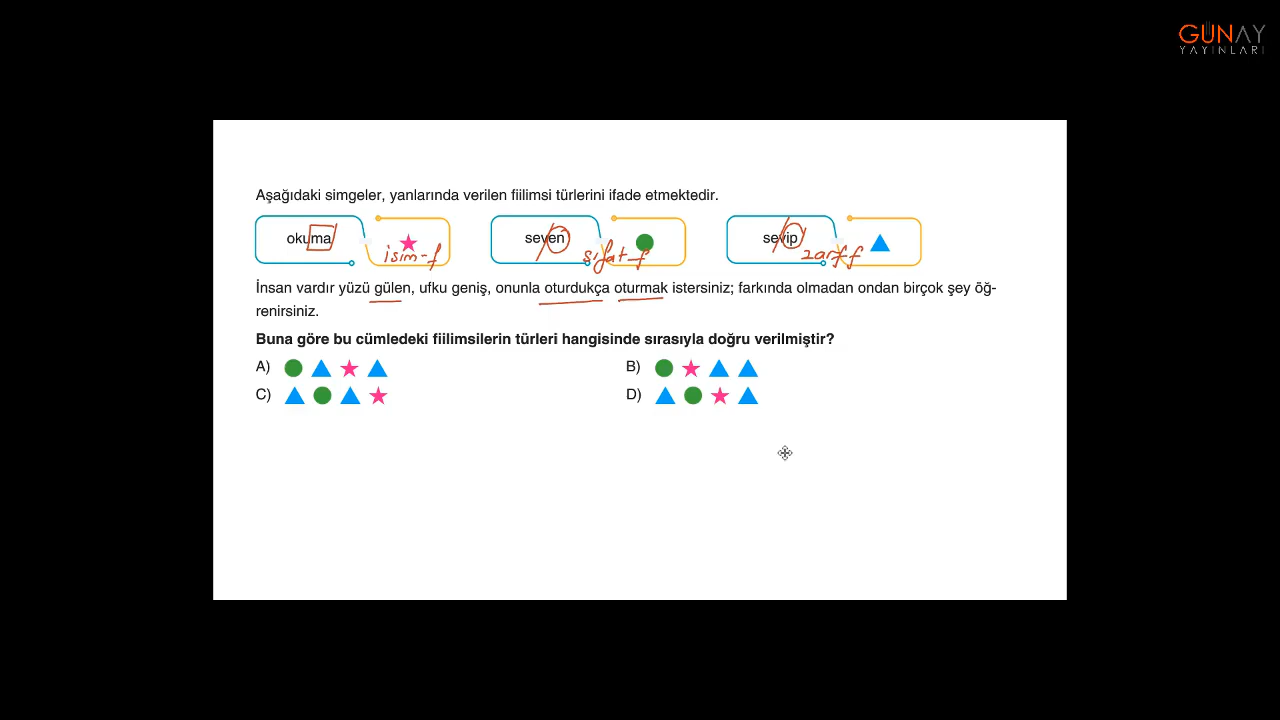 GÜNAY
YAYINLARI
Aşağıdaki simgeler, yanlarında verilen fiilimsi türlerini ifade etmektedir.
okuma isim-f seven sıfat-f sevip zarf f
İnsan vardır yüzü gülen, ufku geniş, onunla oturdukça oturmak istersiniz; farkında olmadan ondan birçok şey öğ-
renirsiniz.
Buna göre bu cümledeki fiilimsilerin türleri hangisinde sırasıyla doğru verilmiştir?
A) B)
C) D)